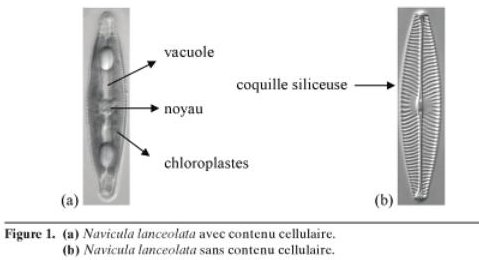 vacuole
coquille siliceuse
noyau
chloroplastes
(a)
(b)
Figure 1. (a) Navicula lanceolata avec contenu cellulaire.
(b) Navicula lanceolata sans contenu cellulaire.